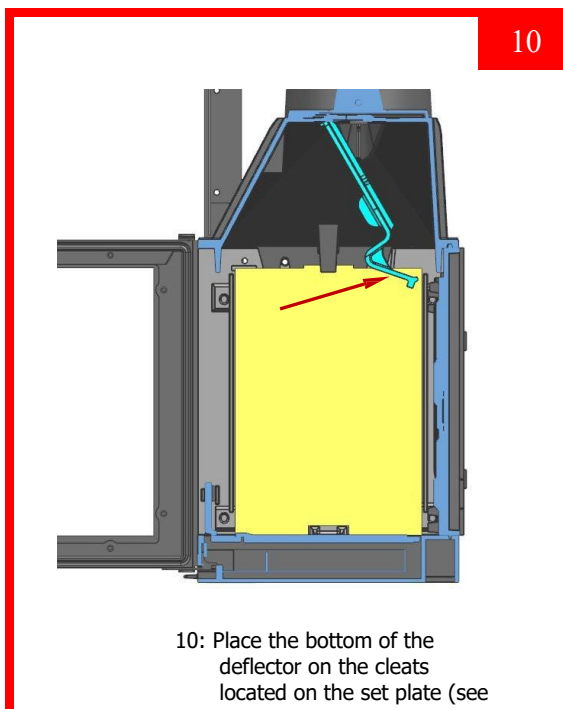 10
10: Place the bottom of the
deflector on the cleats
located on the set plate (see